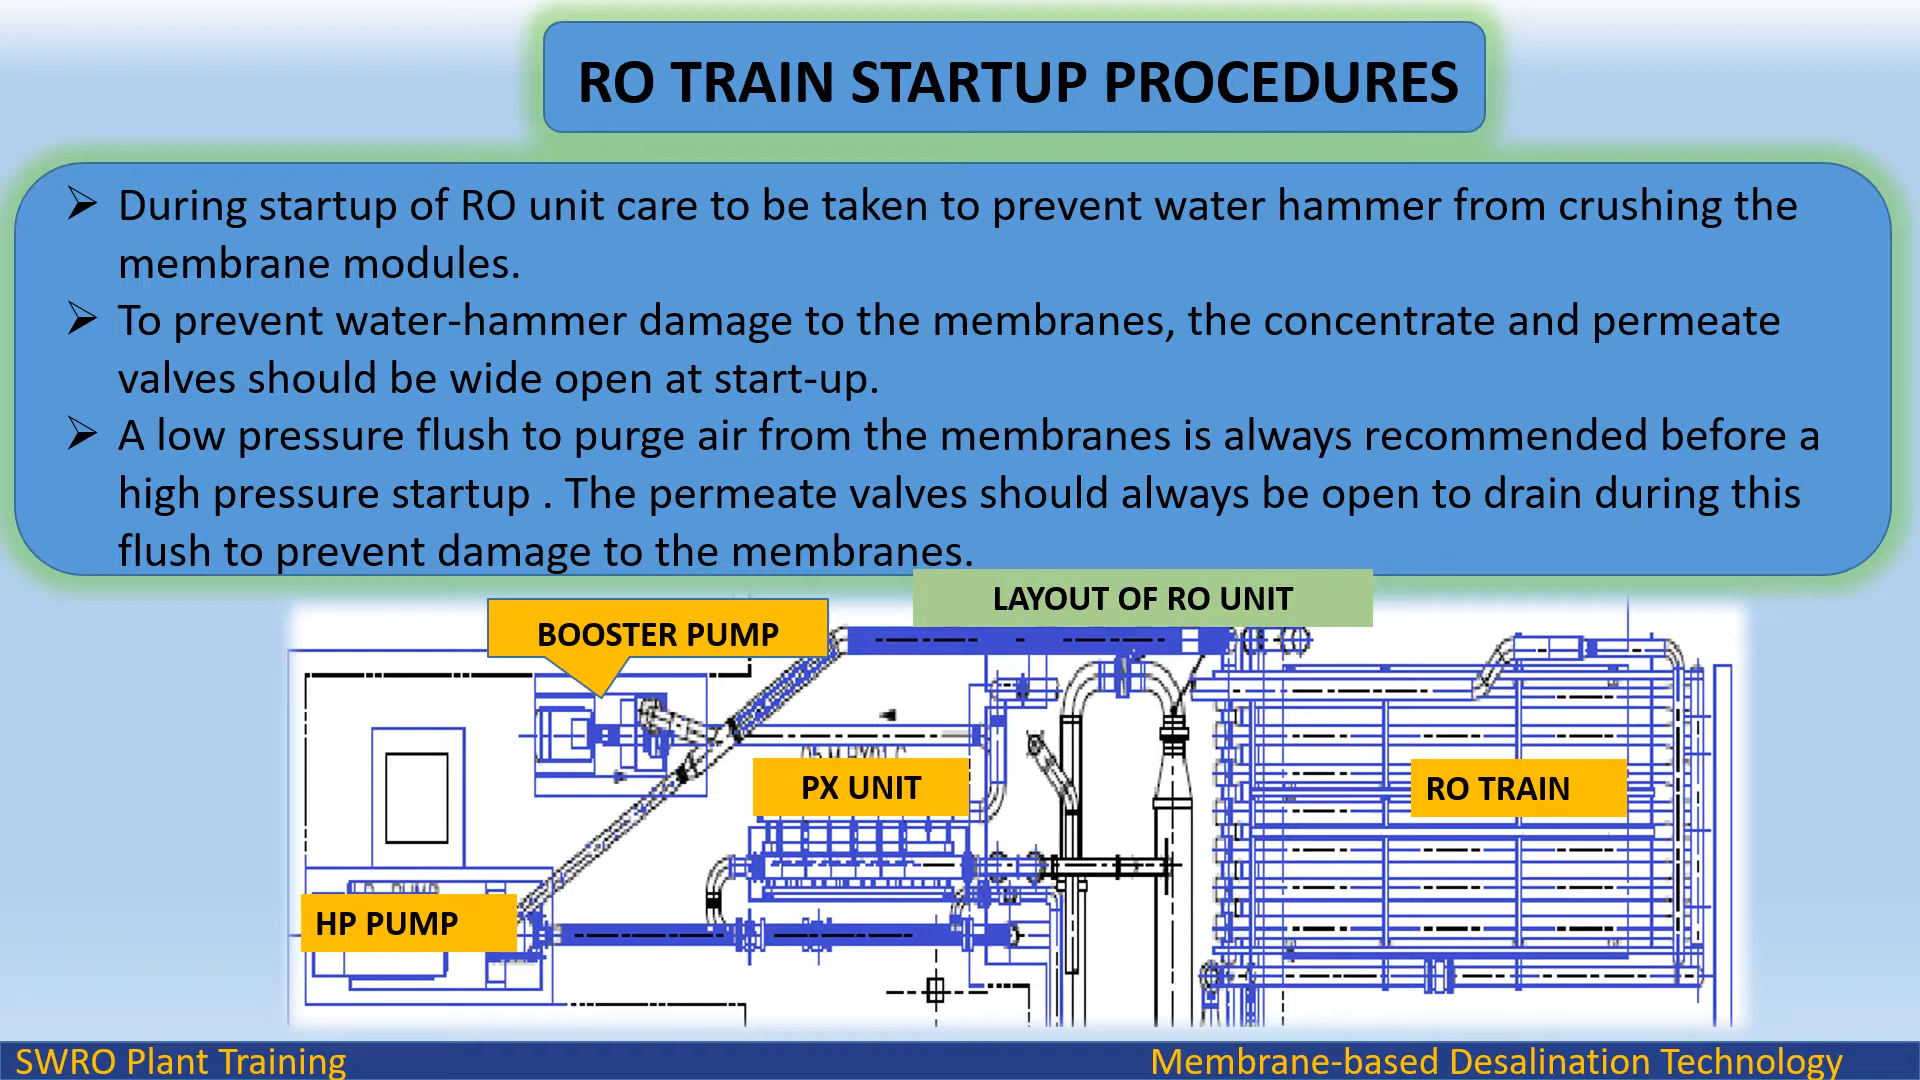 RO TRAIN STARTUP PROCEDURES
➢ During startup of RO unit care to be taken to prevent water hammer from crushing the
membrane modules.
➢ To prevent water-hammer damage to the membranes, the concentrate and permeate
valves should be wide open at start-up.
➢ A low pressure flush to purge air from the membranes is always recommended before a
high pressure startup . The permeate valves should always be open to drain during this
flush to prevent damage to the membranes.
LAYOUT OF RO UNIT
BOOSTER PUMP
PX UNIT
RO TRAIN
HP PUMP
SWRO Plant Training
Membrane-based Desalination Technology